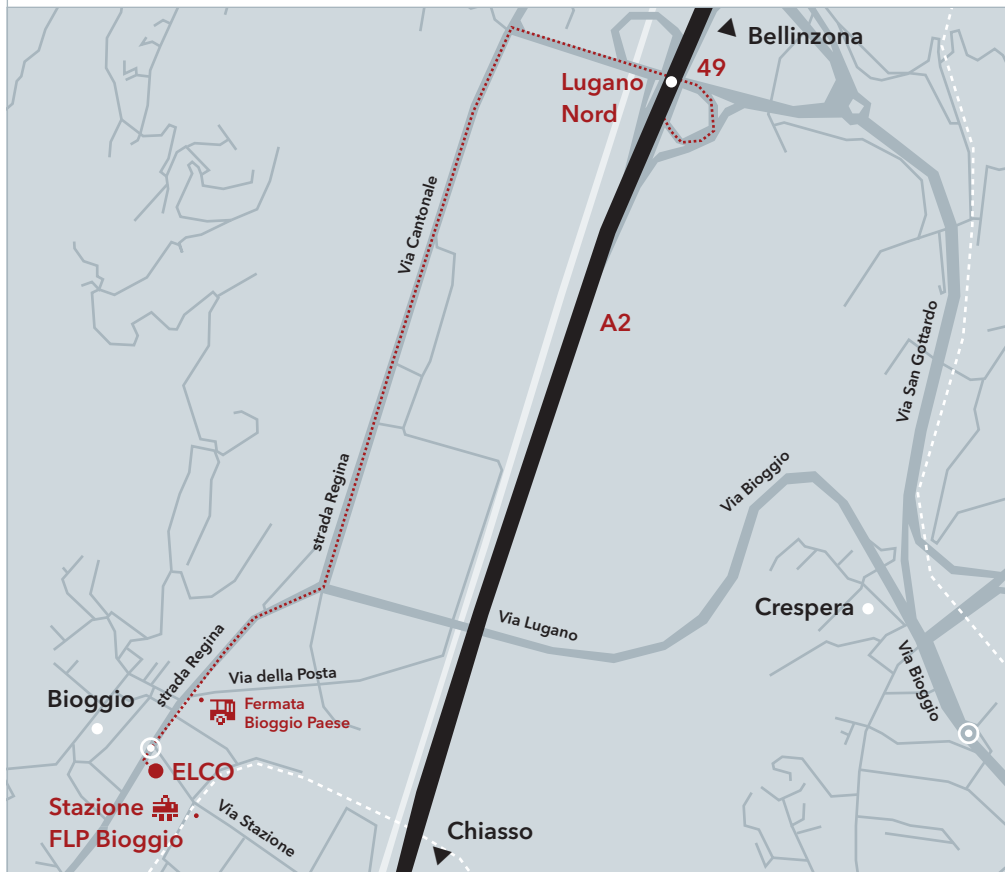 Bellinzona
49
Lugano
Nord
Via Cantonale
A2
Via San Gottardo
strada Regina
Via Bioggio
Crespera
Via Lugano
strada Regina
Via della Posta
Via Bioggio
Bioggio
Fermata
Bioggio Paese
ELCO
Stazione
FLP Bioggio
Via Stazione
Chiasso